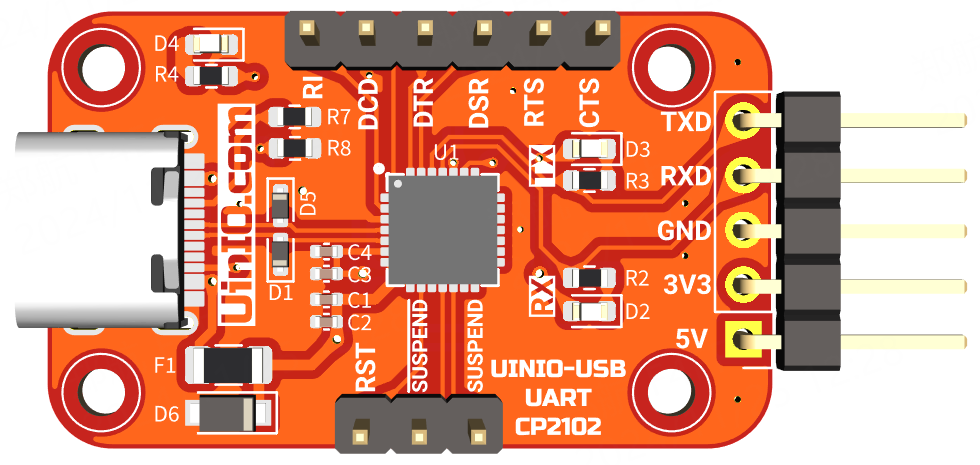 D4
R4
RI
DCD
DTR
DSR
RTS
CTS
UinIO.com
R7
R8
U1
TX
D3
R3
TXD
RXD
GND
3V3
5V
D5
D1
C4
C3
C1
C2
RX
R2
D2
F1
D6
RST
SUSPEND
SUSPEND
UINIO-USB
UART
CP2102